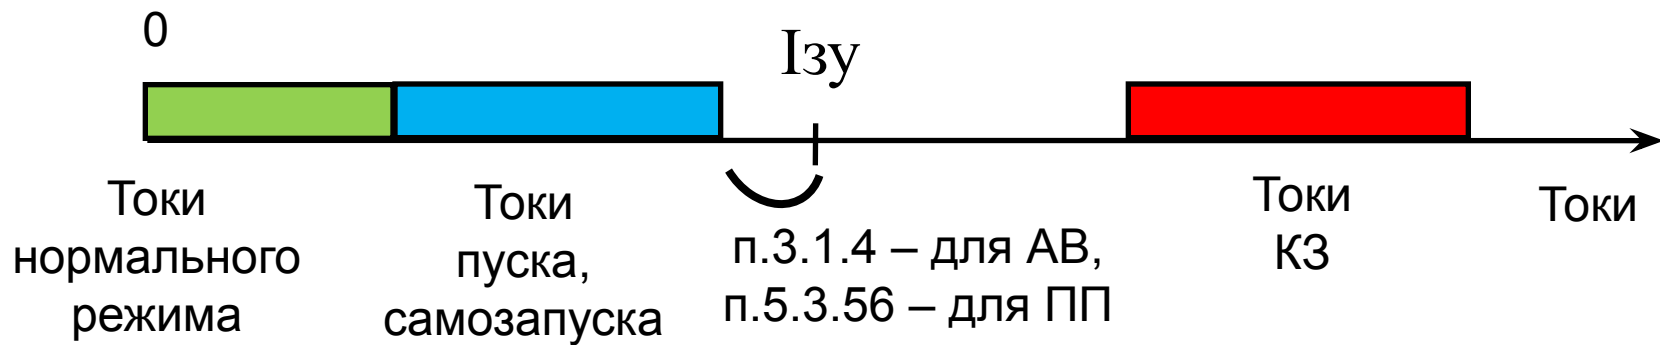 0
Iзу
Токи
нормального
режима
Токи
пуска,
самозапуска
п.3.1.4 – для АВ,
п.5.3.56 – для ПП
Токи
КЗ
Токи